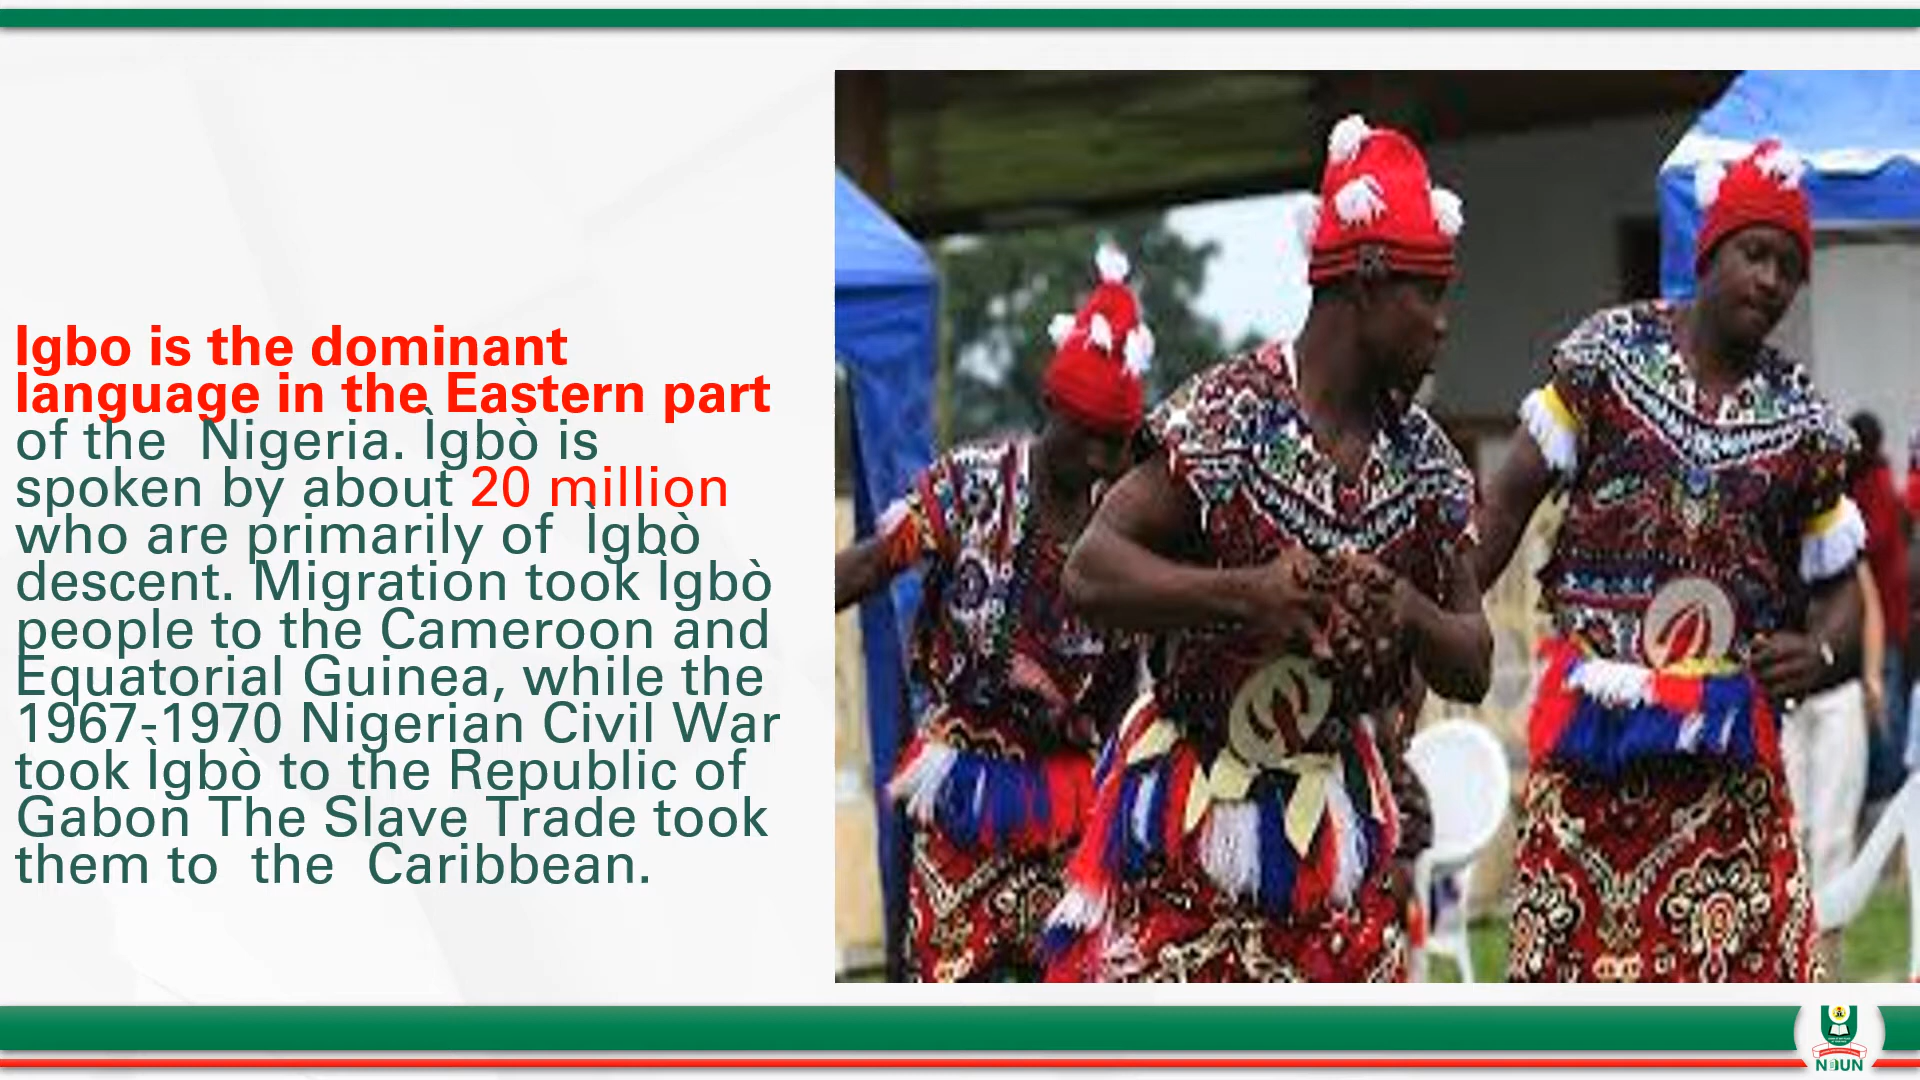 Igbo is the dominant
language in the Eastern part
of the  Nigeria. Ìgbò is
spoken by about 20 million
who are primarily of  Ìgbò
descent. Migration took Ìgbò
people to the Cameroon and
Equatorial Guinea, while the
1967-1970 Nigerian Civil War
took Ìgbò to the Republic of
Gabon The Slave Trade took
them to  the  Caribbean.
NOUN